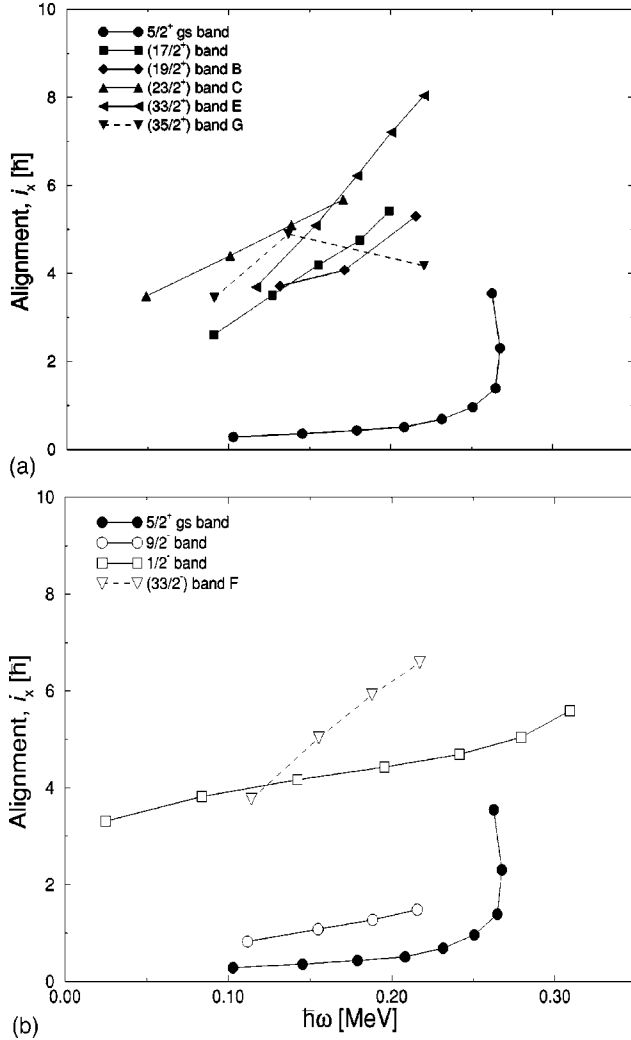 10
5/2⁺ gs band
(17/2⁺) band
(19/2⁺) band B
(23/2⁺) band C
(33/2⁺) band E
(35/2⁺) band G
8
6
4
2
0
Alignment, iₓ [ħ]
(a)
10
5/2⁺ gs band
9/2⁻ band
1/2⁻ band
(33/2⁻) band F
8
6
4
2
0
Alignment, iₓ [ħ]
0.00 0.10 0.20 0.30
ħω [MeV]
(b)